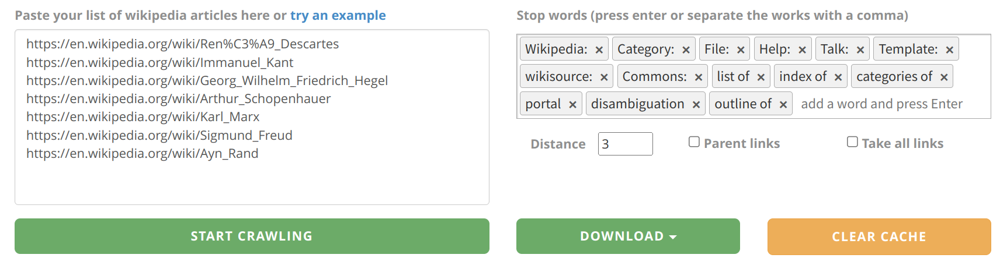 Paste your list of wikipedia articles here or try an example
https://en.wikipedia.org/wiki/Ren%C3%A9_Descartes
https://en.wikipedia.org/wiki/Immanuel_Kant
https://en.wikipedia.org/wiki/Georg_Wilhelm_Friedrich_Hegel
https://en.wikipedia.org/wiki/Arthur_Schopenhauer
https://en.wikipedia.org/wiki/Karl_Marx
https://en.wikipedia.org/wiki/Sigmund_Freud
https://en.wikipedia.org/wiki/Ayn_Rand
START CRAWLING
Stop words (press enter or separate the works with a comma)
Wikipedia: × Category: × File: × Help: × Talk: × Template: ×
wikisource: × Commons: × list of × index of × categories of ×
portal × disambiguation × outline of × add a word and press Enter
Distance 3 Parent links Take all links
DOWNLOAD CLEAR CACHE